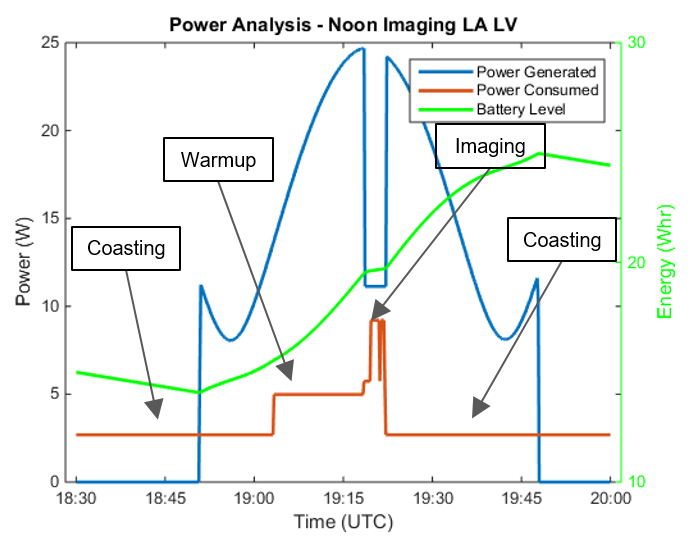 Power Analysis - Noon Imaging LA LV
25
20
15
10
5
0
Power (W)
30
20
10
Energy (Whr)
Power Generated
Power Consumed
Battery Level
Warmup
Imaging
Coasting
Coasting
18:30 18:45 19:00 19:15 19:30 19:45 20:00
Time (UTC)